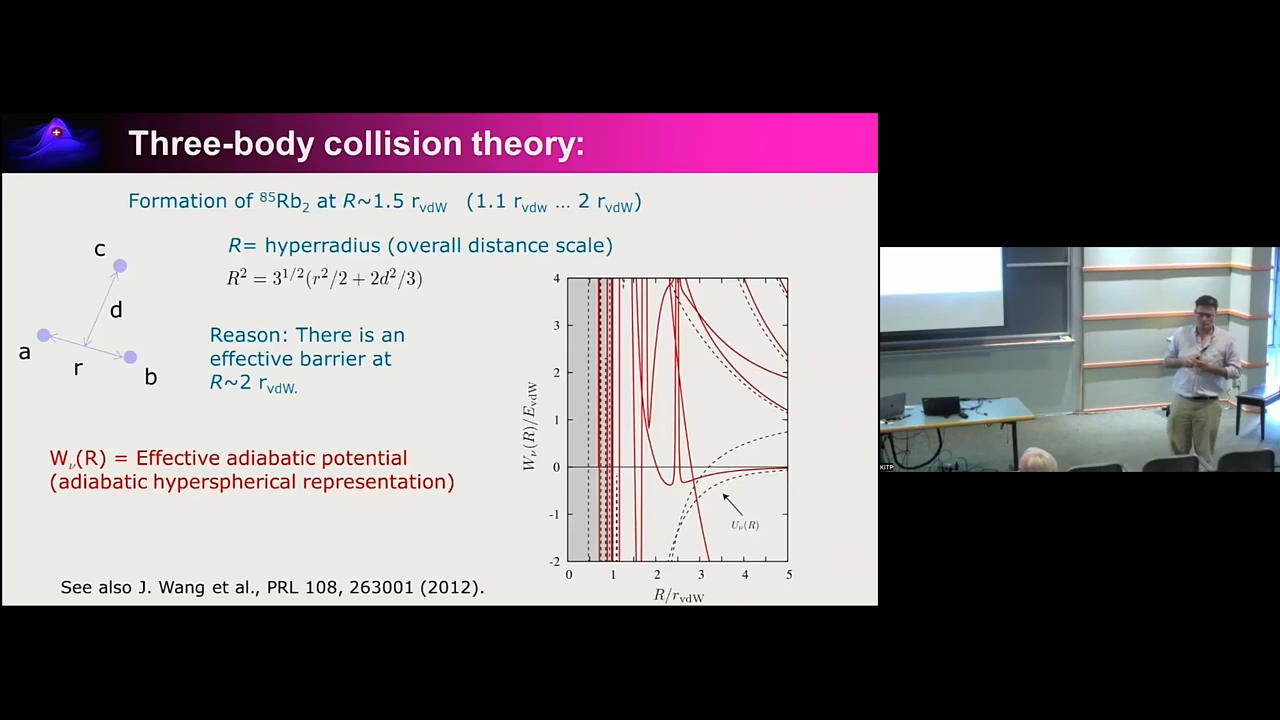 Three-body collision theory:
Formation of ⁸⁵Rb₂ at R~1.5 r_vdW (1.1 r_vdw ... 2 r_vdW)
R= hyperradius (overall distance scale)
R² = 3^{1/2}(r²/2 + 2d²/3)
c
d
a
r
b
Reason: There is an
effective barrier at
R~2 r_vdW.
W_ν(R) = Effective adiabatic potential
(adiabatic hyperspherical representation)
W_ν(R)/E_vdW
4
3
2
1
0
-1
-2
U_ν(R)
0 1 2 3 4 5
R/r_vdW
See also J. Wang et al., PRL 108, 263001 (2012).
KITP